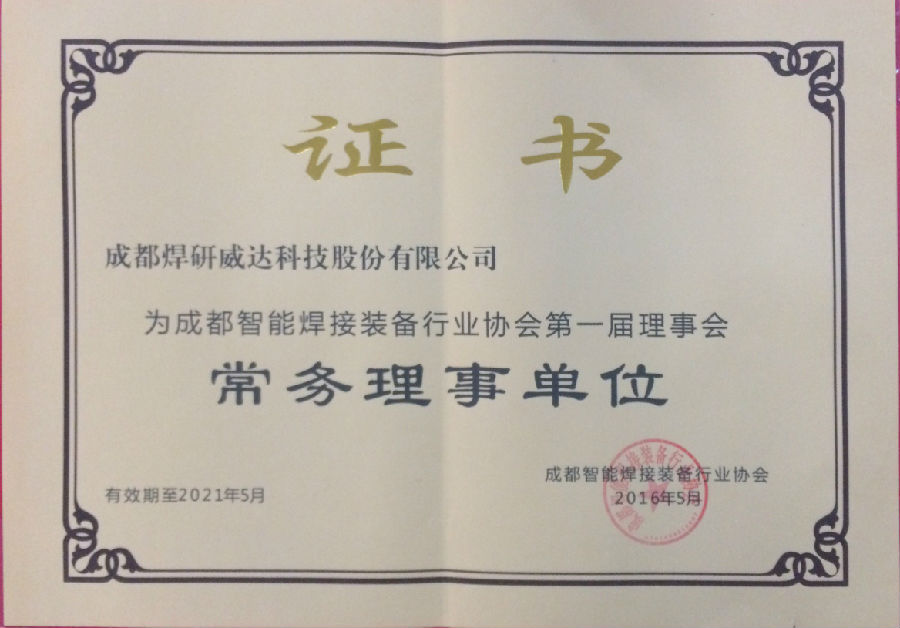 证书
成都焊研威达科技股份有限公司
为成都智能焊接装备行业协会第一届理事会
常务理事单位
成都智能焊接装备行业协会
有效期至2021年5月
2016年5月